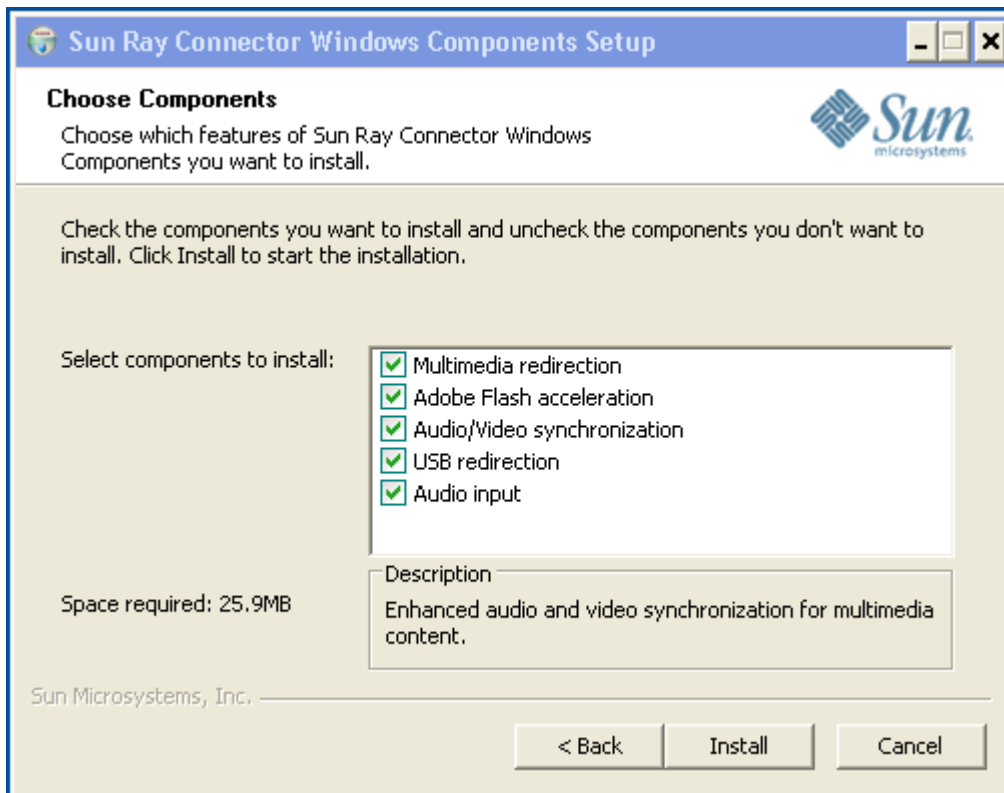 Sun Ray Connector Windows Components Setup
Choose Components
Choose which features of Sun Ray Connector Windows
Components you want to install.
Sun
microsystems
Check the components you want to install and uncheck the components you don't want to
install. Click Install to start the installation.
Select components to install:
Multimedia redirection
Adobe Flash acceleration
Audio/Video synchronization
USB redirection
Audio input
Space required: 25.9MB
Description
Enhanced audio and video synchronization for multimedia
content.
Sun Microsystems, Inc.
< Back
Install
Cancel